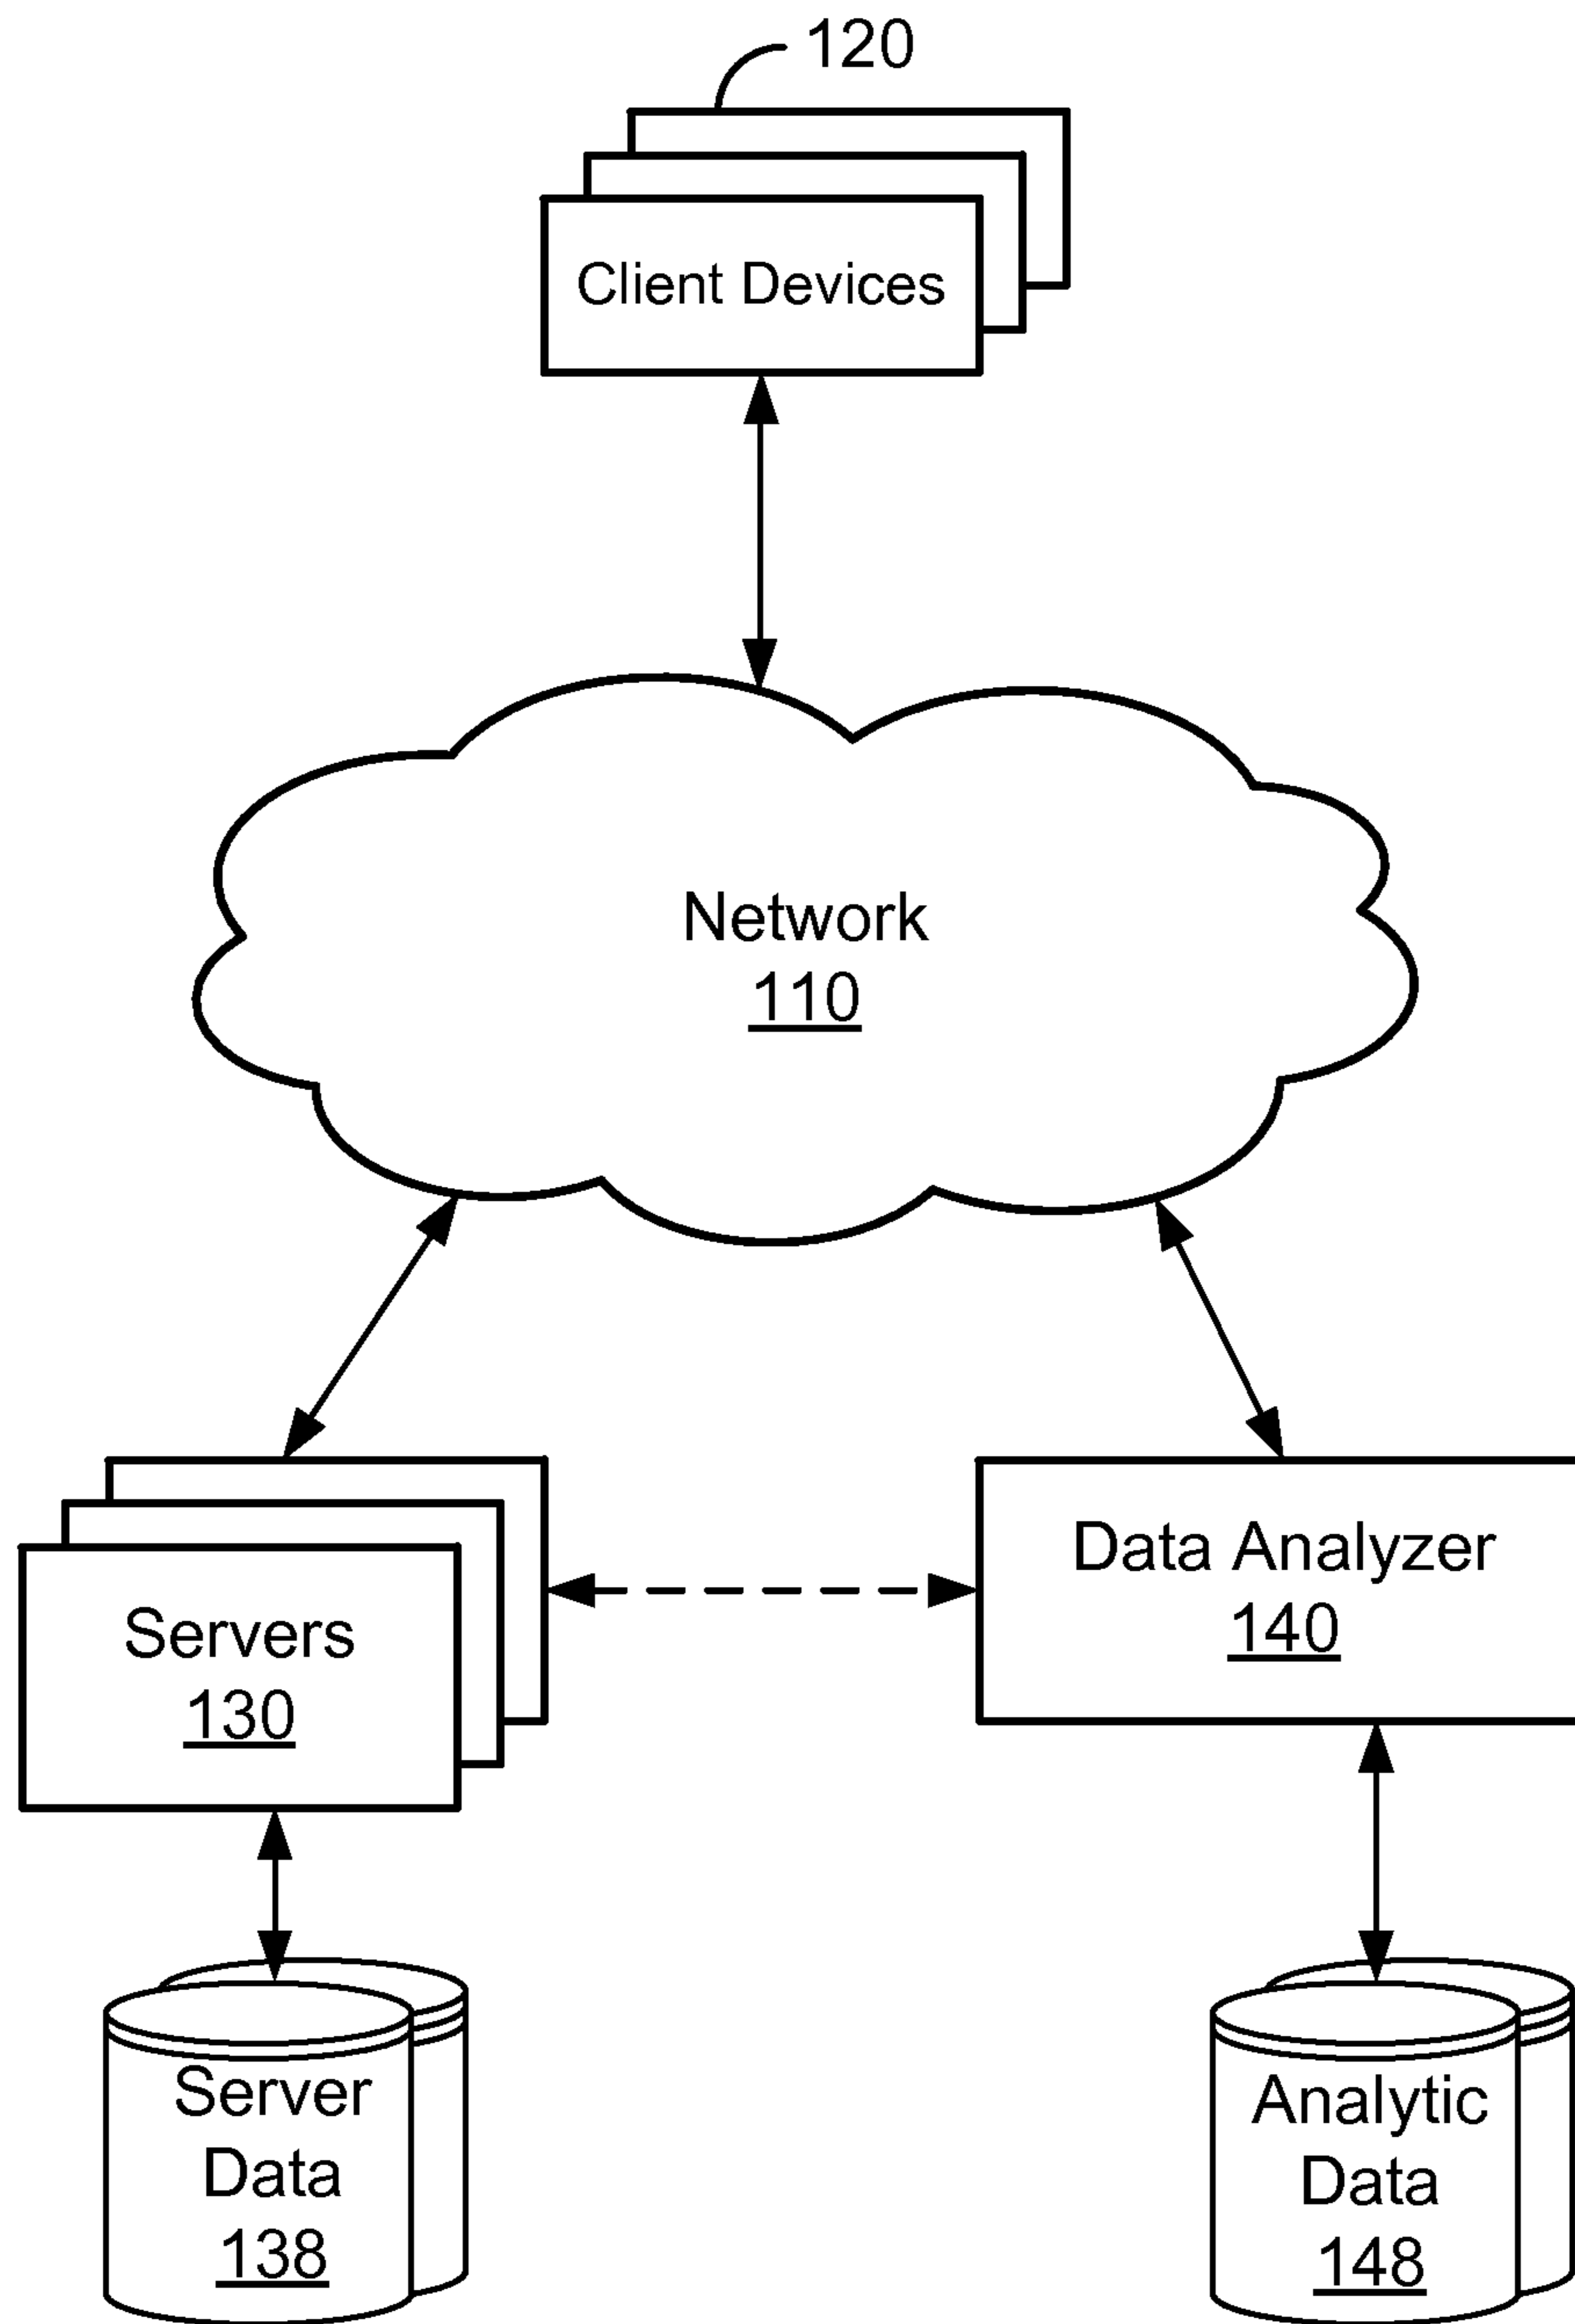 120
Client Devices
Network
110
Servers
130
Data Analyzer
140
Server
Data
138
Analytic
Data
148